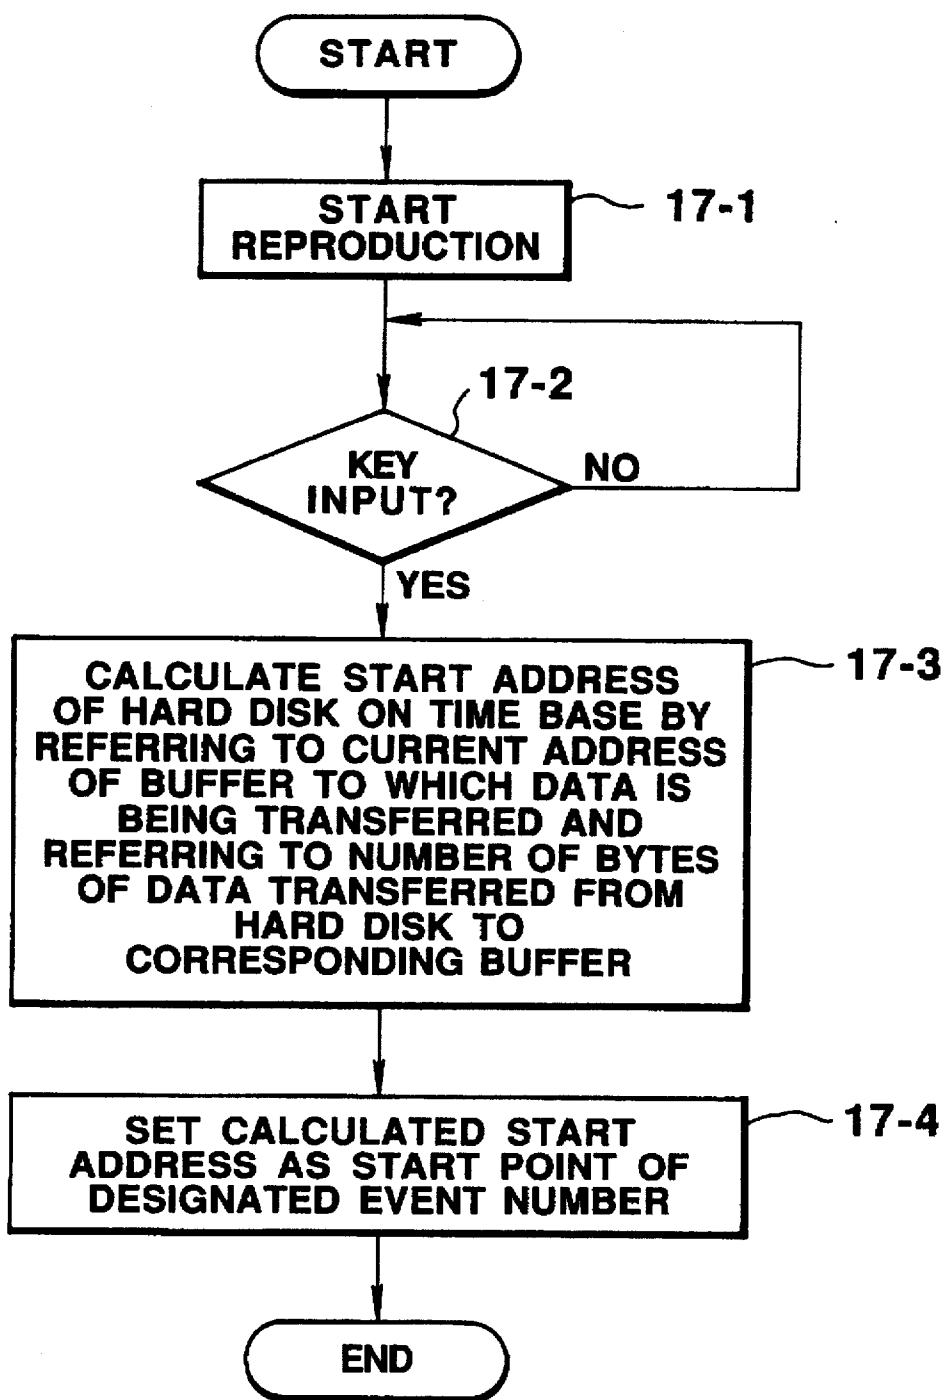 START
START
REPRODUCTION
17-1
17-2
KEY
INPUT?
NO
YES
CALCULATE START ADDRESS
OF HARD DISK ON TIME BASE BY
REFERRING TO CURRENT ADDRESS
OF BUFFER TO WHICH DATA IS
BEING TRANSFERRED AND
REFERRING TO NUMBER OF BYTES
OF DATA TRANSFERRED FROM
HARD DISK TO
CORRESPONDING BUFFER
17-3
SET CALCULATED START
ADDRESS AS START POINT OF
DESIGNATED EVENT NUMBER
17-4
END